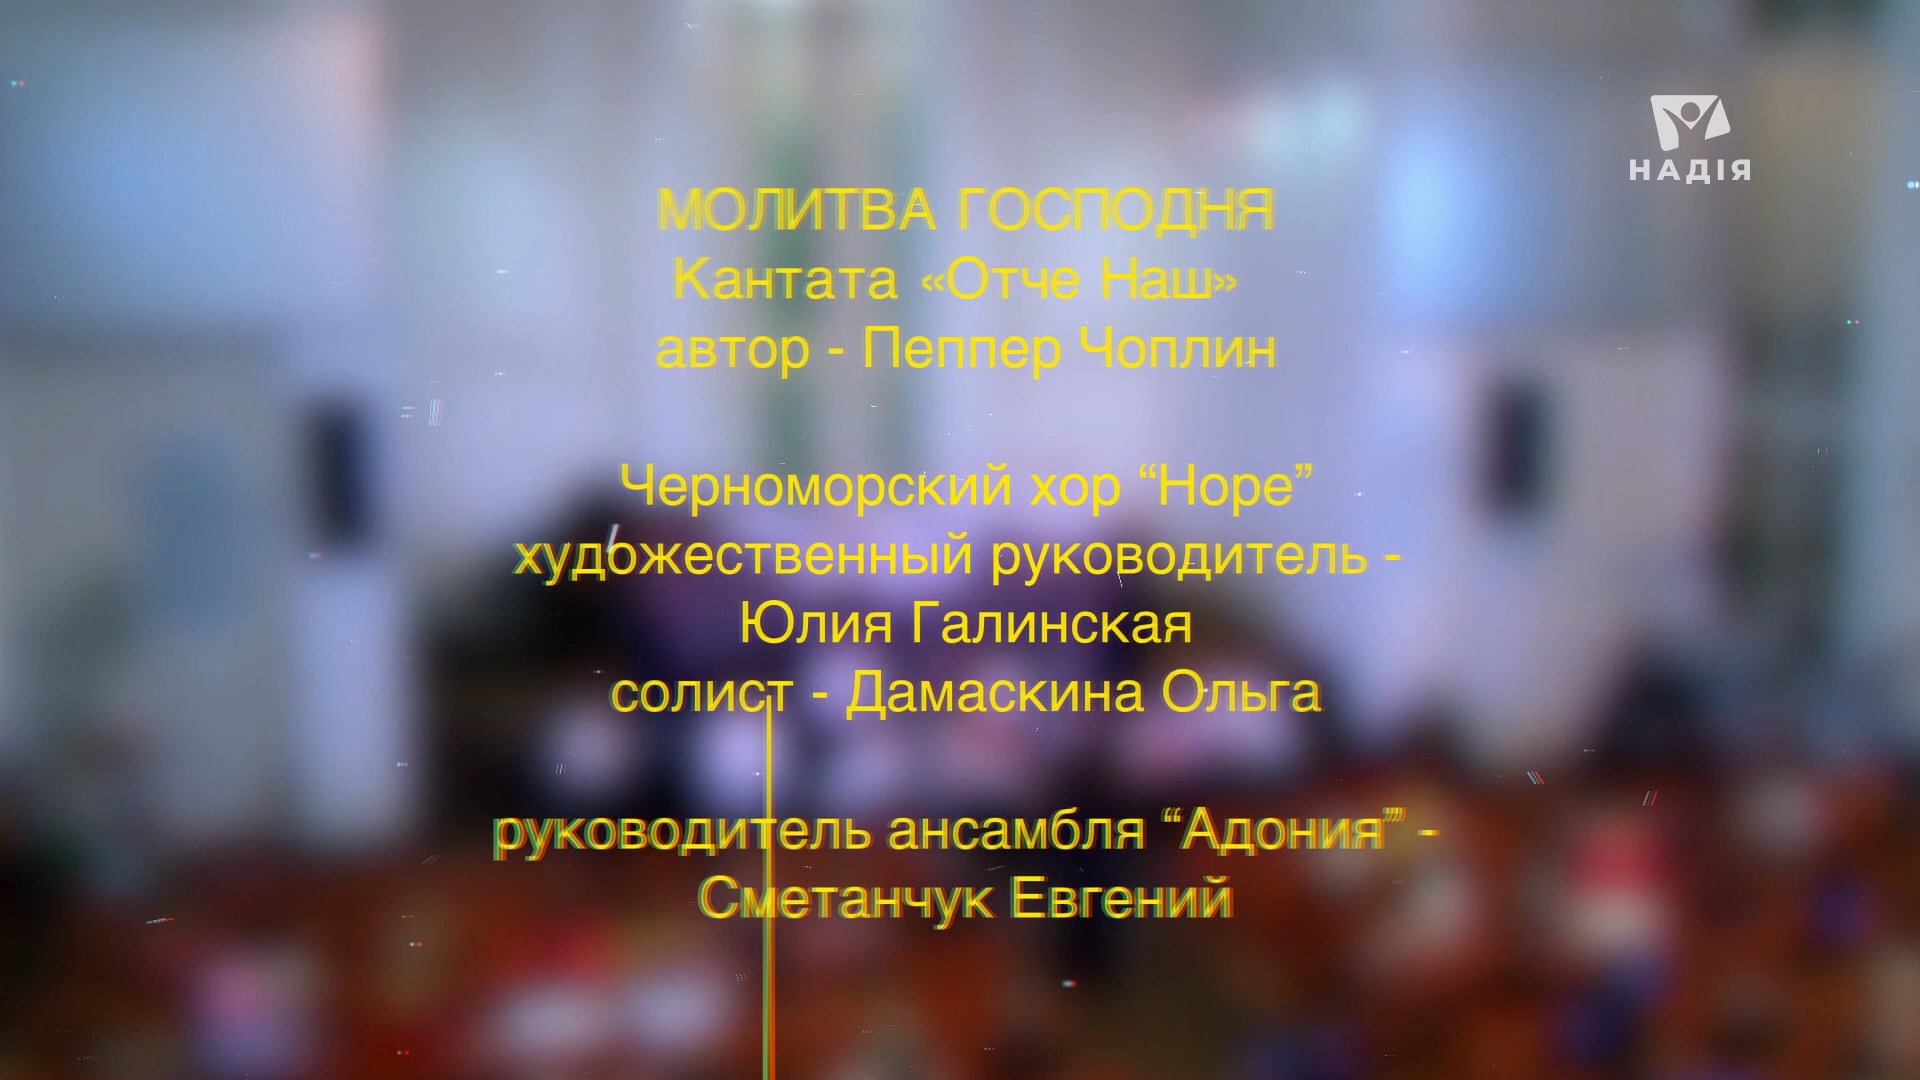 НАДІЯ
МОЛИТВА ГОСПОДНЯ
Кантата «Отче Наш»
автор - Пеппер Чоплин
Черноморский хор “Hope”
художественный руководитель -
Юлия Галинская
солист - Дамаскина Ольга
руководитель ансамбля “Адония” -
Сметанчук Евгений